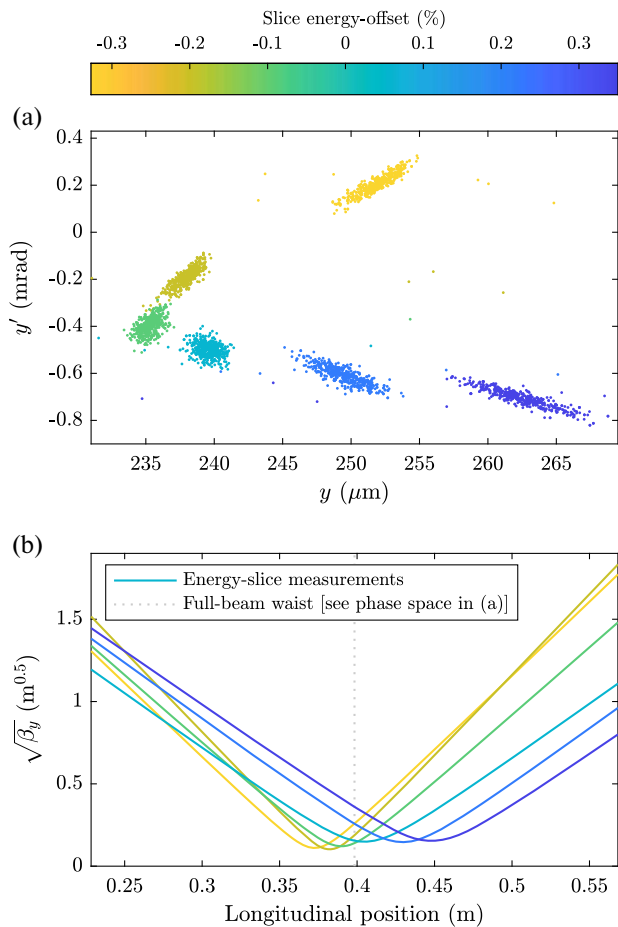 Slice energy-offset (%)
-0.3 -0.2 -0.1 0 0.1 0.2 0.3
(a)
0.4
0.2
0
-0.2
-0.4
-0.6
-0.8
y′ (mrad)
235 240 245 250 255 260 265
y (μm)
(b)
Energy-slice measurements
Full-beam waist [see phase space in (a)]
1.5
1
0.5
0
√βy (m^0.5)
0.25 0.3 0.35 0.4 0.45 0.5 0.55
Longitudinal position (m)